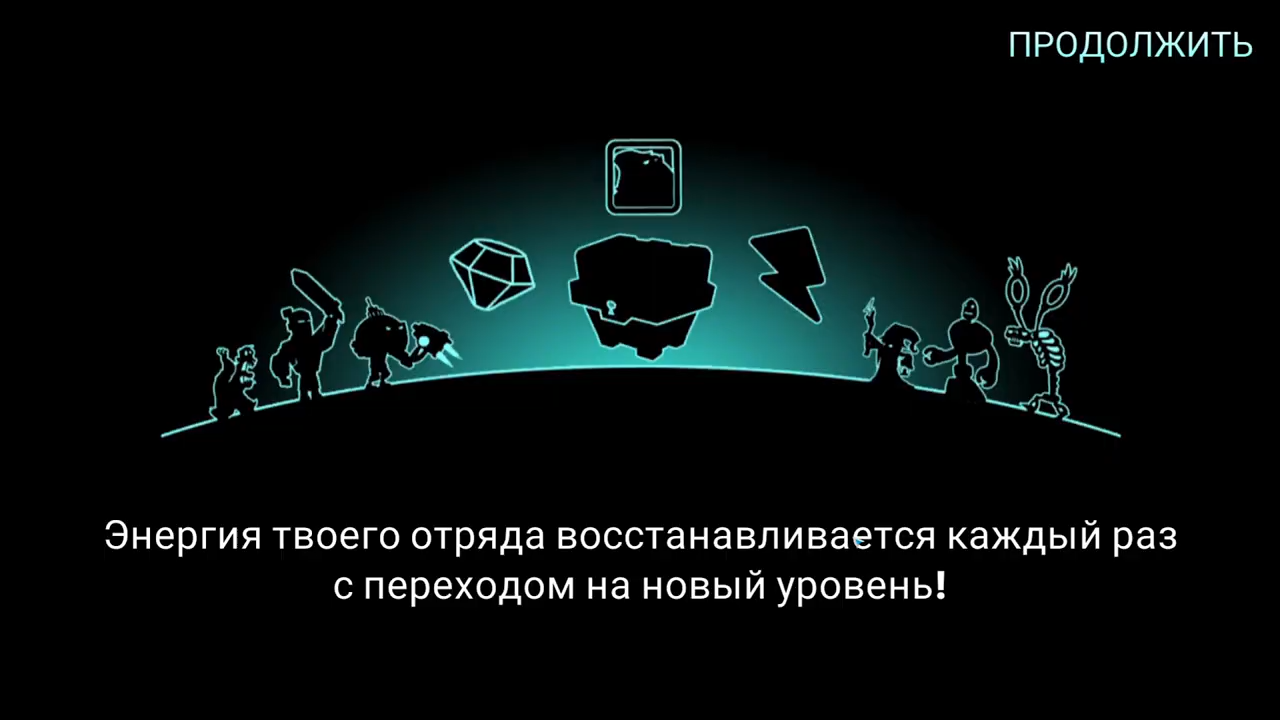 ПРОДОЛЖИТЬ
Энергия твоего отряда восстанавливается каждый раз
с переходом на новый уровень!